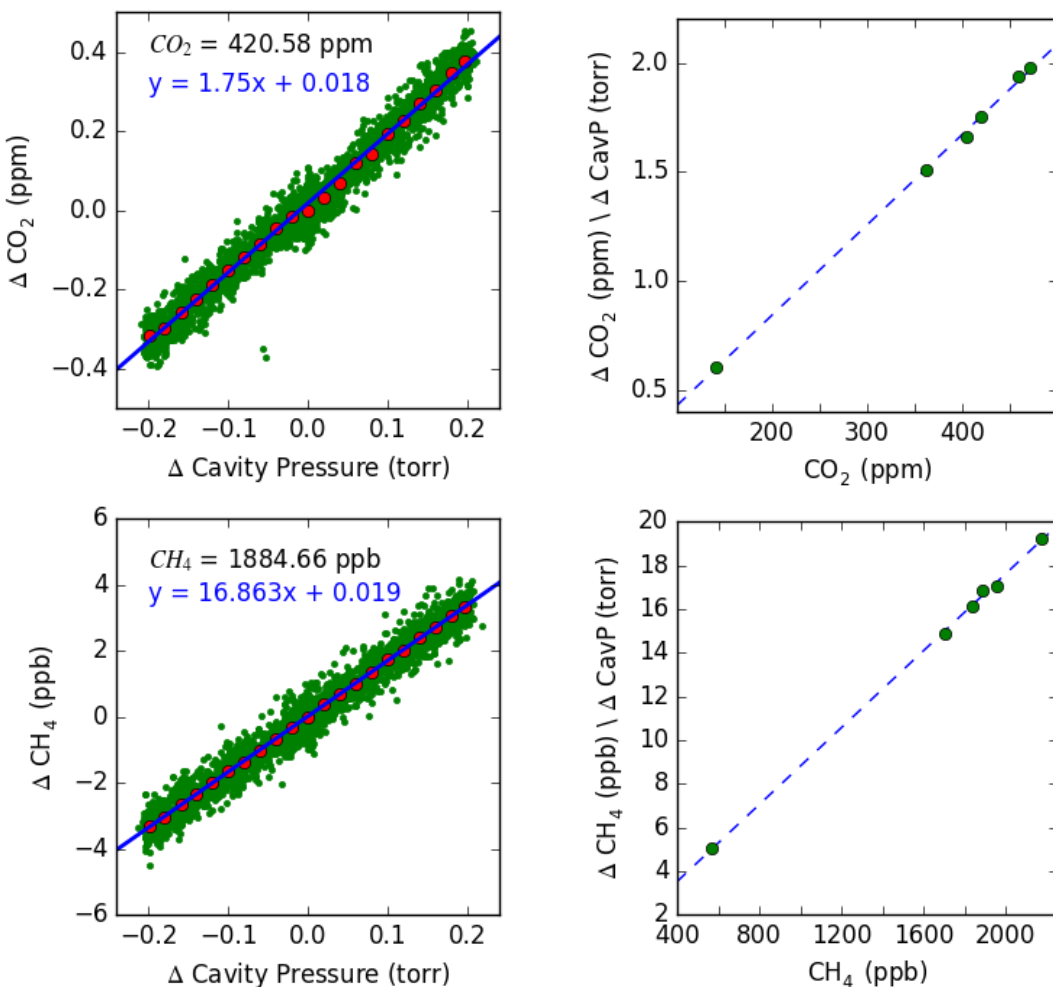 CO₂ = 420.58 ppm
y = 1.75x + 0.018
Δ CO₂ (ppm)
0.4
0.2
0.0
−0.2
−0.4
−0.2 −0.1 0.0 0.1 0.2
Δ Cavity Pressure (torr)
Δ CO₂ (ppm) \ Δ CavP (torr)
2.0
1.5
1.0
0.5
200 300 400
CO₂ (ppm)
CH₄ = 1884.66 ppb
y = 16.863x + 0.019
Δ CH₄ (ppb)
6
4
2
0
−2
−4
−6
−0.2 −0.1 0.0 0.1 0.2
Δ Cavity Pressure (torr)
Δ CH₄ (ppb) \ Δ CavP (torr)
20
18
16
14
12
10
8
6
4
2
400 800 1200 1600 2000
CH₄ (ppb)